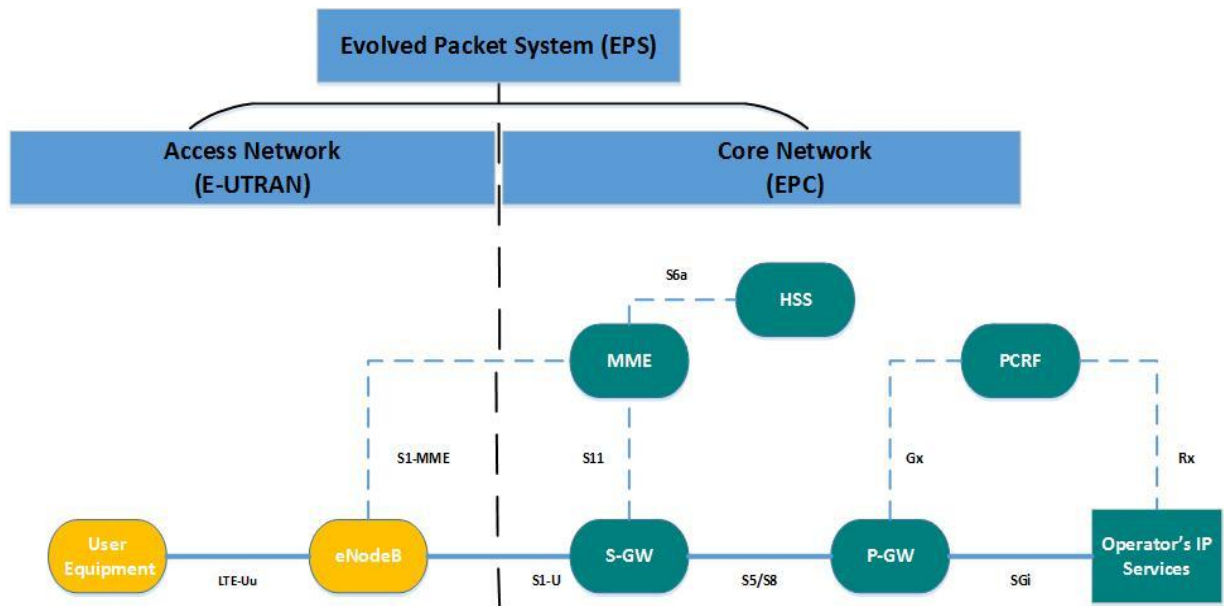 Evolved Packet System (EPS)
Access Network
(E-UTRAN)
Core Network
(EPC)
S6a
HSS
MME
PCRF
S1-MME
S11
Gx
Rx
User
Equipment
eNodeB
S-GW
P-GW
Operator's IP
Services
LTE-Uu
S1-U
S5/S8
SGi